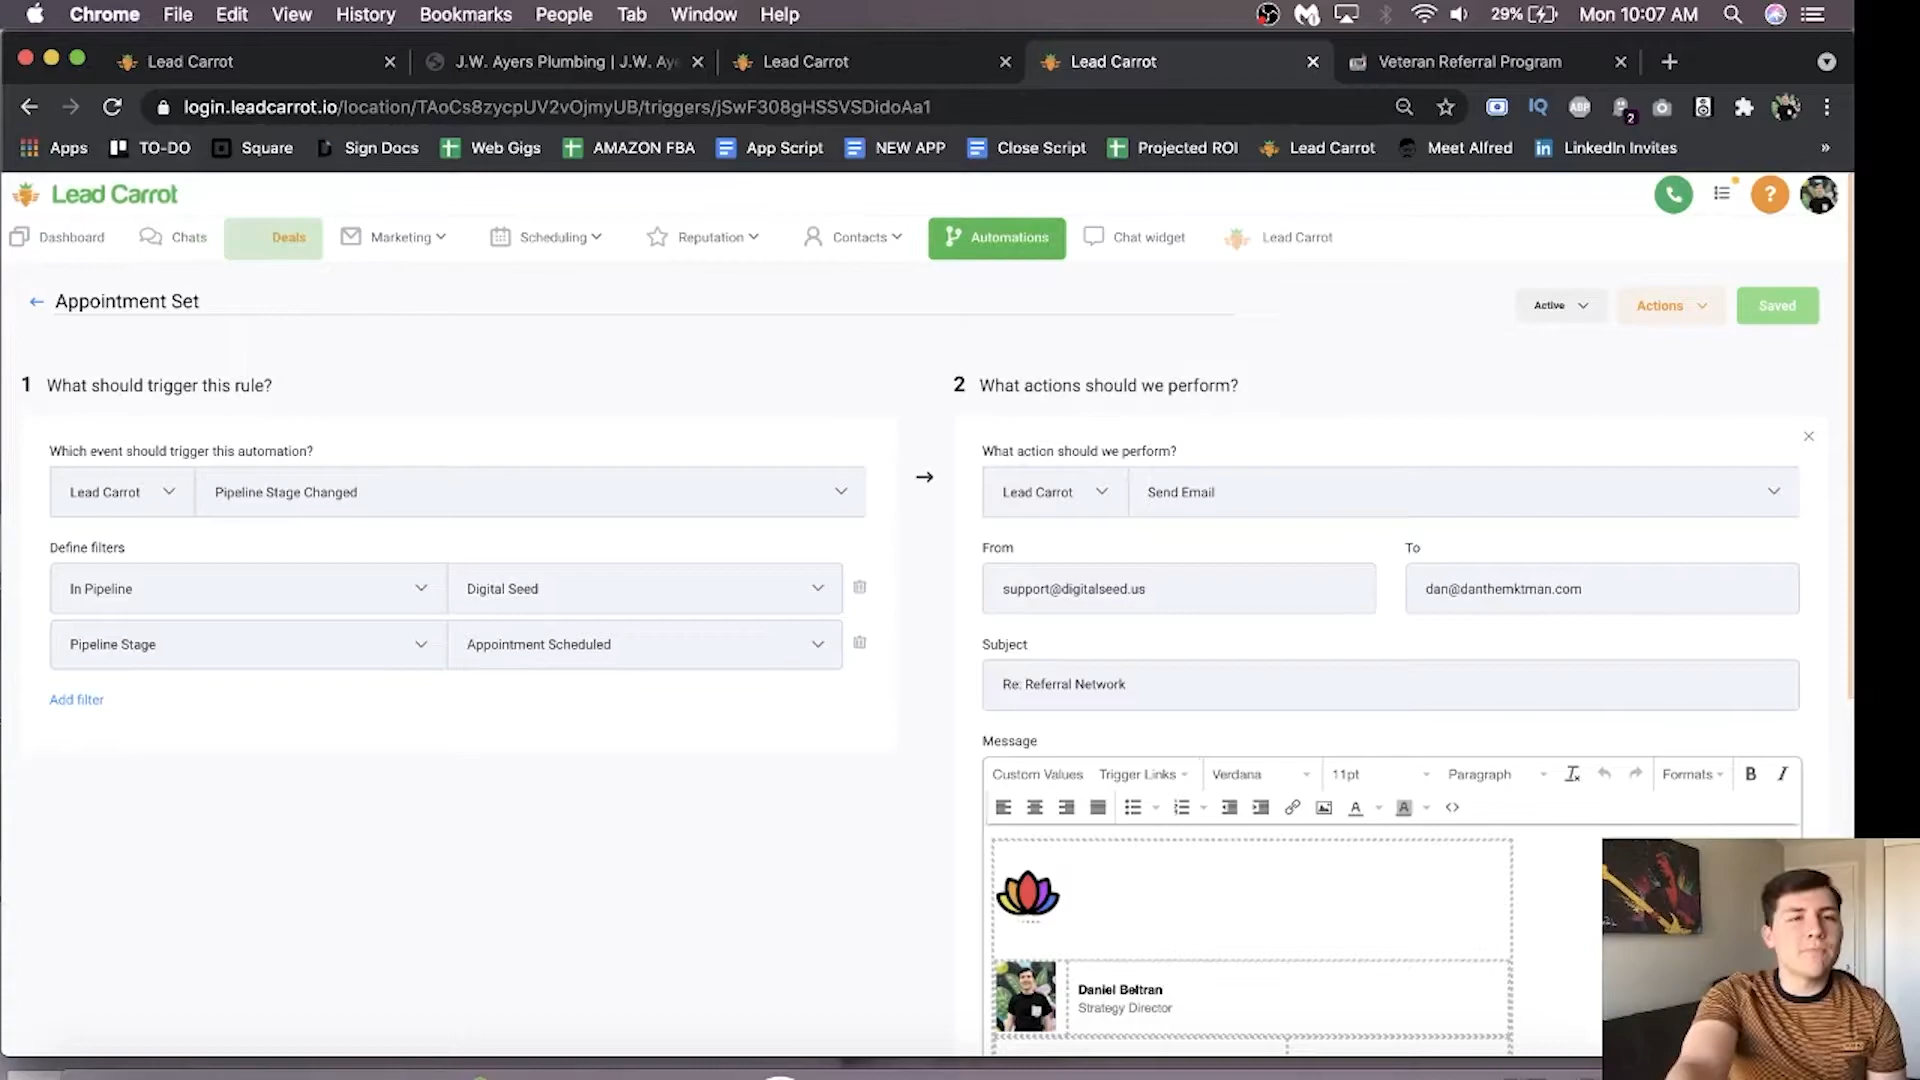 Chrome File Edit View History Bookmarks People Tab Window Help 29% Mon 10:07 AM
Lead Carrot J.W. Ayers Plumbing | J.W. Aye Lead Carrot Lead Carrot Veteran Referral Program
login.leadcarrot.io/location/TAoCs8zycpUV2vOjmyUB/triggers/jSwF308gHSSVSDidoAa1 IQ ABP 2
Apps TO-DO Square Sign Docs Web Gigs AMAZON FBA App Script NEW APP Close Script Projected ROI Lead Carrot Meet Alfred in LinkedIn Invites »
Lead Carrot ?
Dashboard Chats Deals Marketing Scheduling Reputation Contacts Automations Chat widget Lead Carrot
← Appointment Set Active Actions Saved
1 What should trigger this rule? 2 What actions should we perform?
Which event should trigger this automation? What action should we perform?
Lead Carrot Pipeline Stage Changed → Lead Carrot Send Email
Define filters From To
In Pipeline Digital Seed support@digitalseed.us dan@danthemktman.com
Pipeline Stage Appointment Scheduled Subject
Re: Referral Network
Add filter
Message
Custom Values Trigger Links Verdana 11pt Paragraph Formats B I
A A <>
Daniel Beltran
Strategy Director